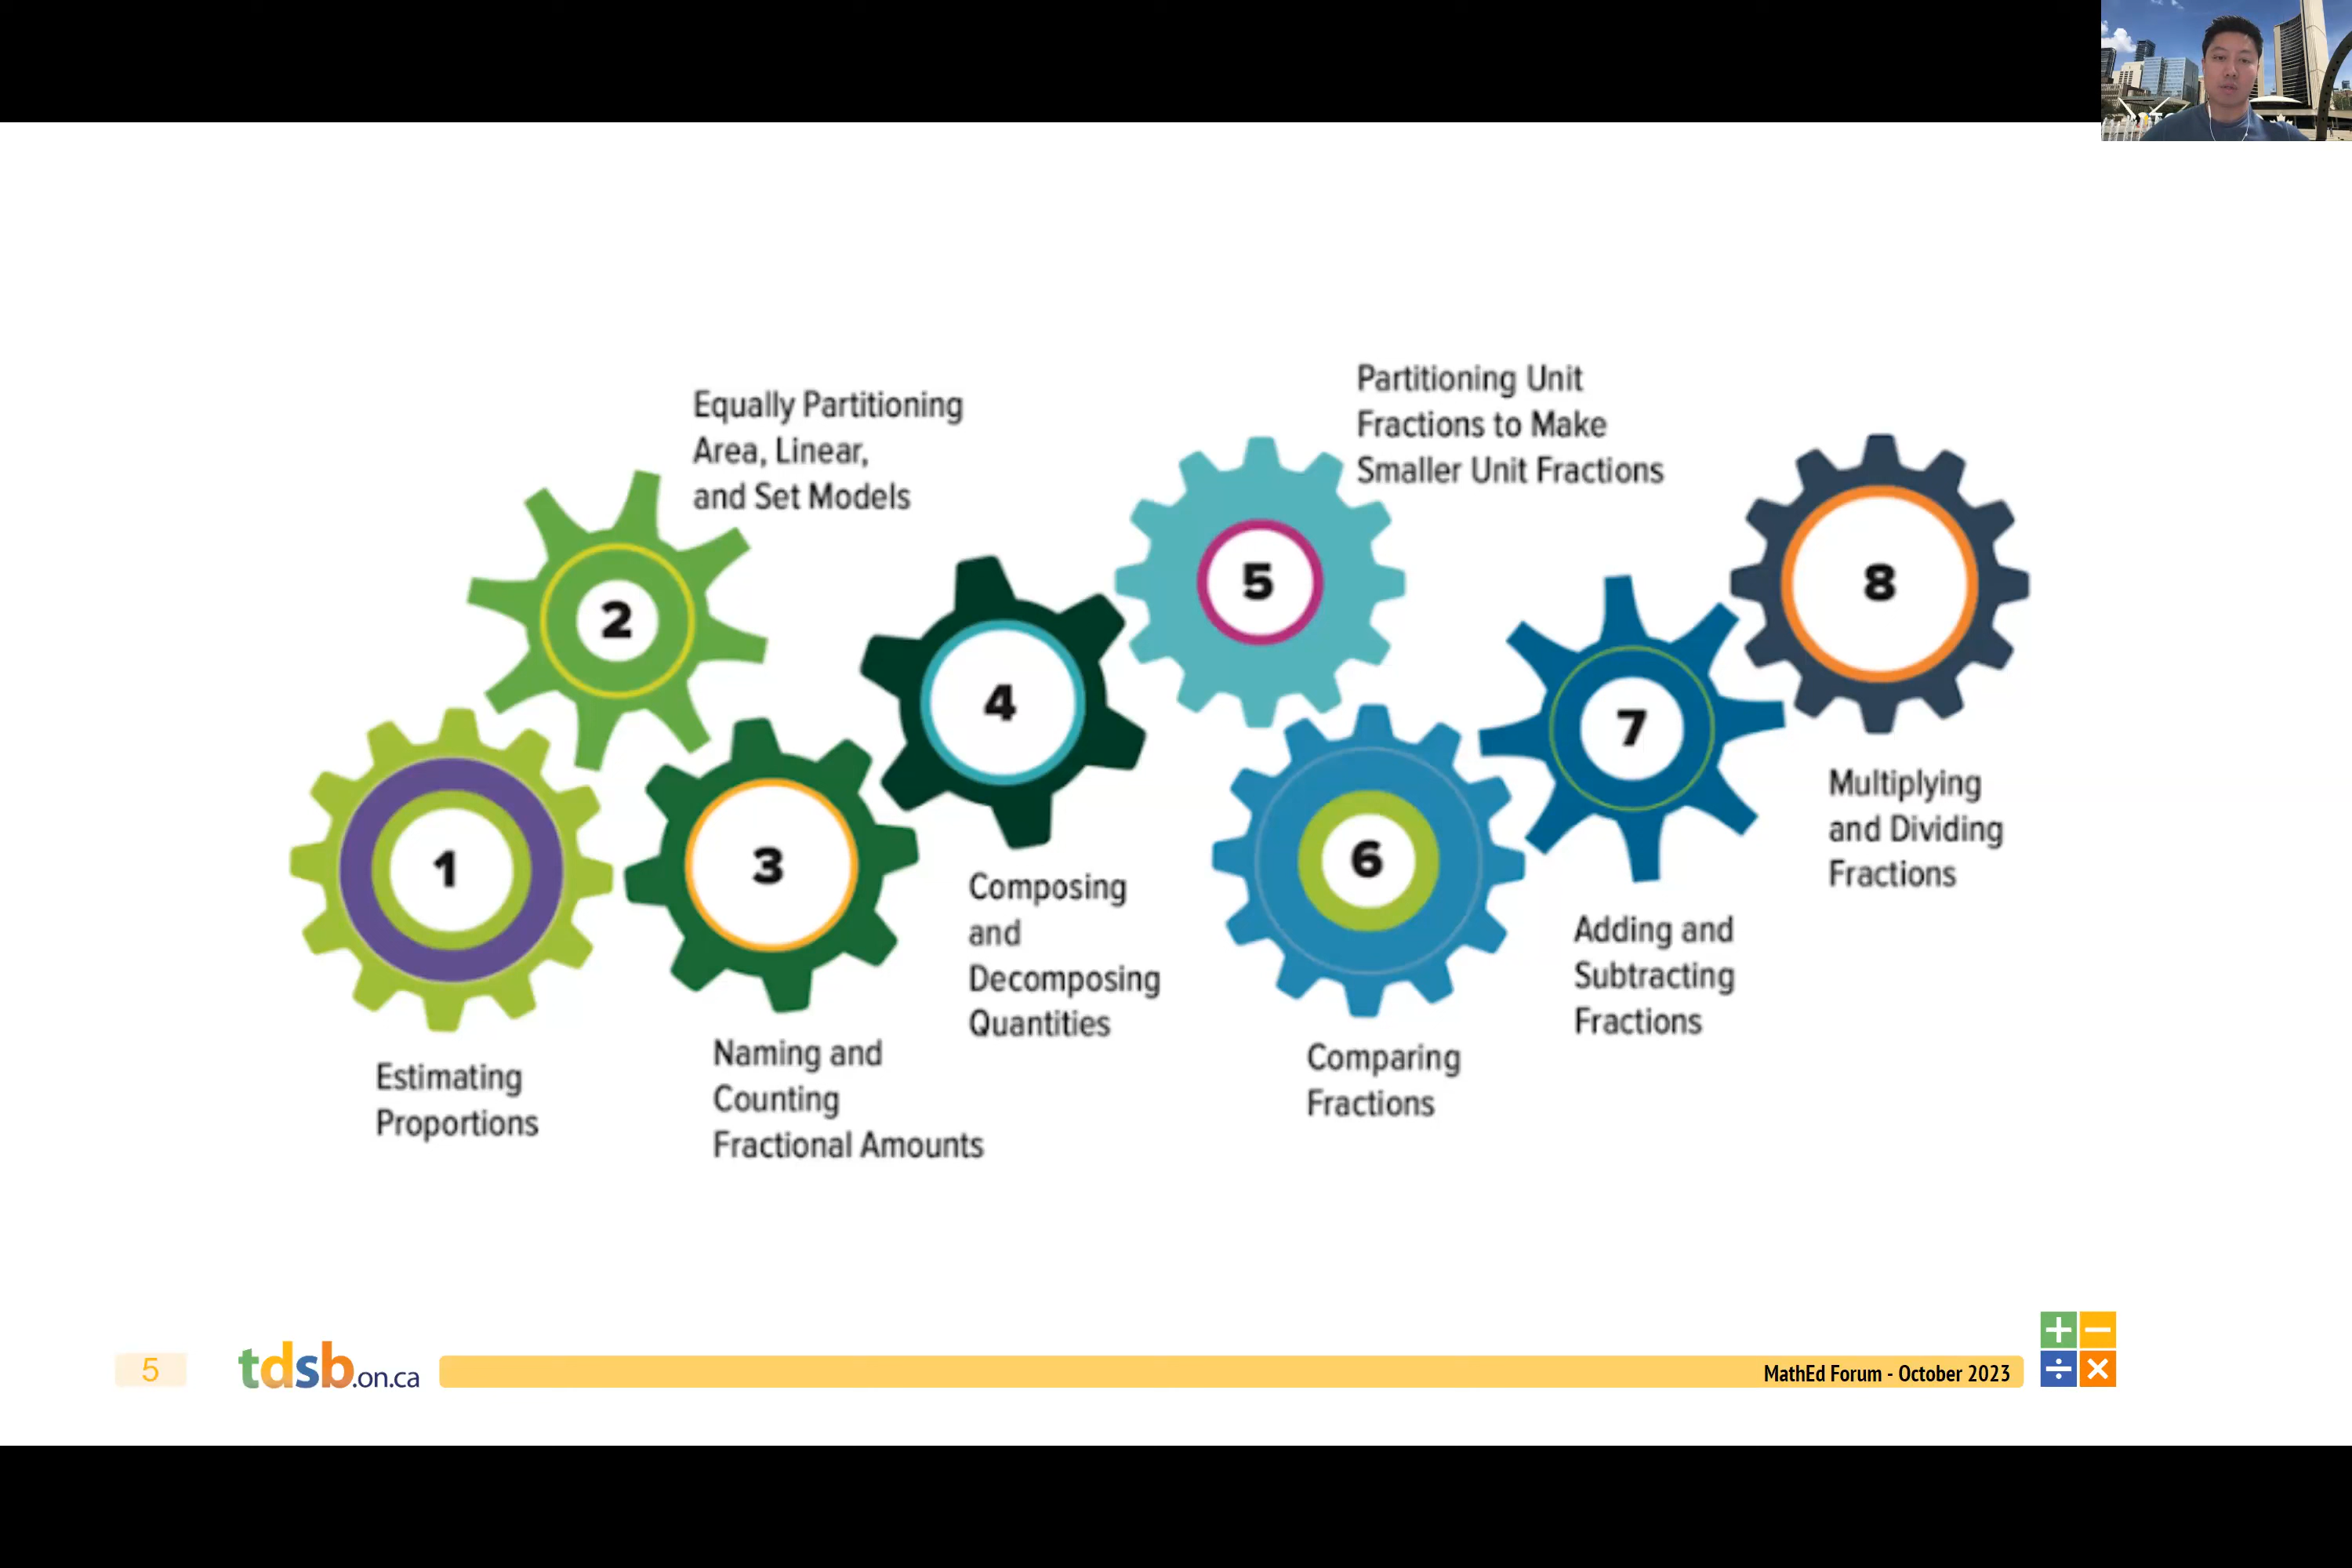 Equally Partitioning
Area, Linear,
and Set Models
Partitioning Unit
Fractions to Make
Smaller Unit Fractions
1
2
3
4
5
6
7
8
Estimating
Proportions
Naming and
Counting
Fractional Amounts
Composing
and
Decomposing
Quantities
Comparing
Fractions
Adding and
Subtracting
Fractions
Multiplying
and Dividing
Fractions
5
tdsb.on.ca
MathEd Forum - October 2023
+ −
÷ ×